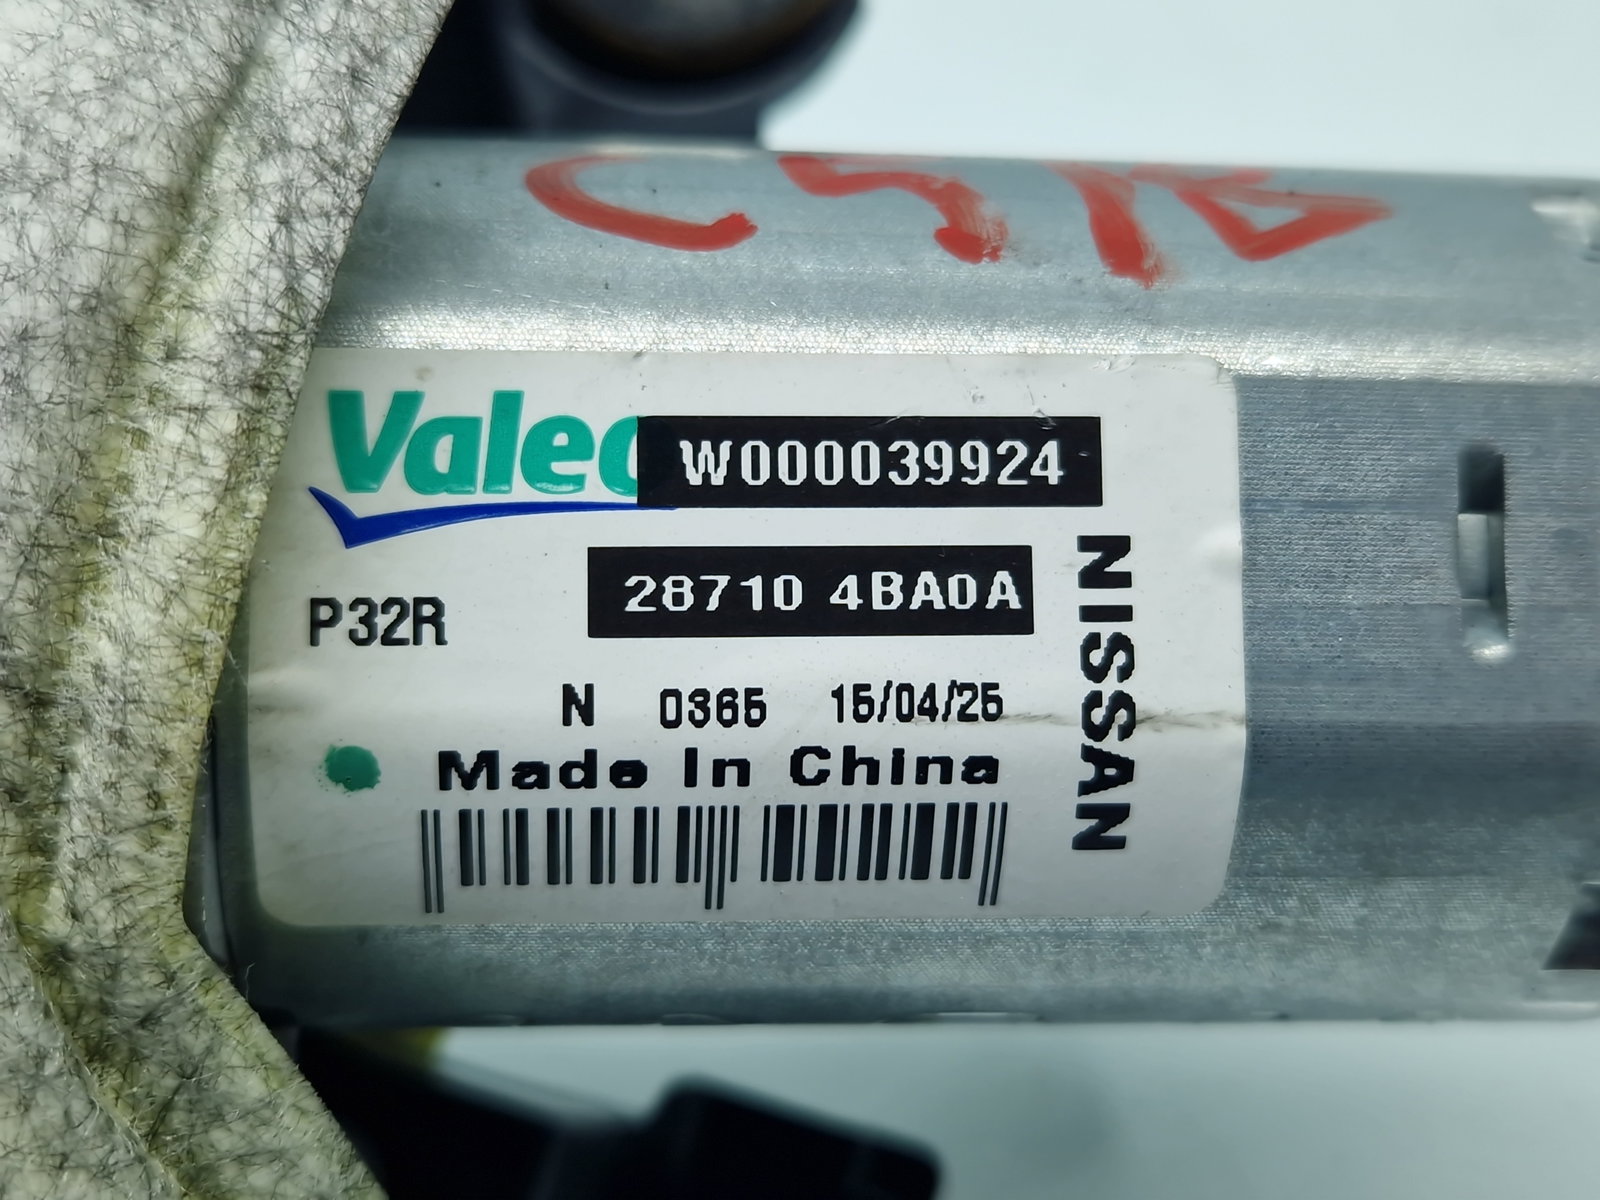 Valeo W000039924
P32R 28710 4BA0A
N 0365 15/04/25
Made In China
NISSAN